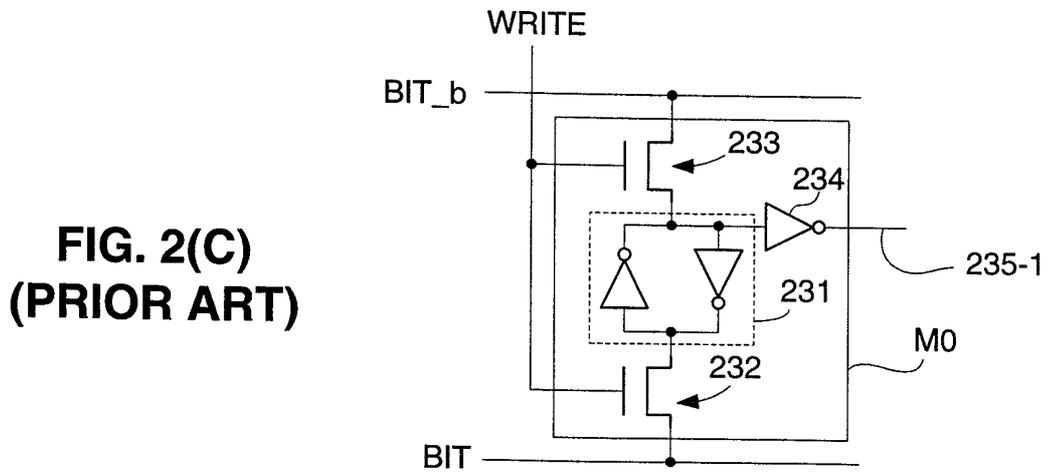 WRITE
BIT_b
233
234
FIG. 2(C)
(PRIOR ART)
235-1
231
M0
232
BIT